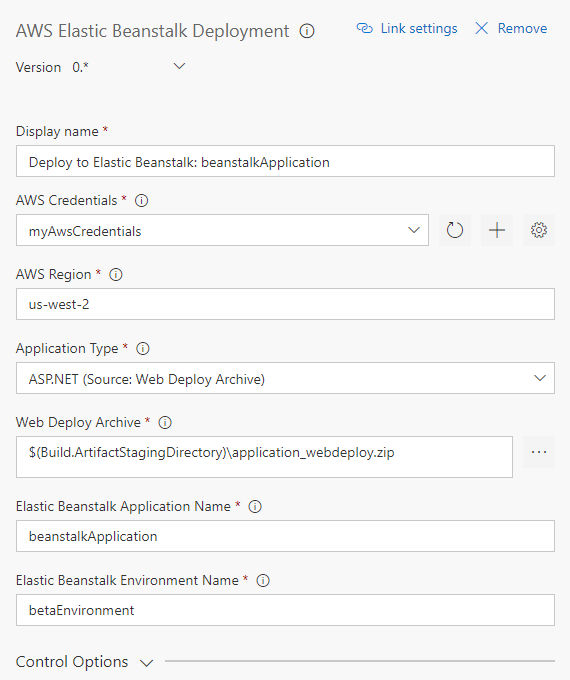 AWS Elastic Beanstalk Deployment
Link settings
Remove
Version 0.*
Display name *
Deploy to Elastic Beanstalk: beanstalkApplication
AWS Credentials *
myAwsCredentials
AWS Region *
us-west-2
Application Type *
ASP.NET (Source: Web Deploy Archive)
Web Deploy Archive *
$(Build.ArtifactStagingDirectory)\application_webdeploy.zip
Elastic Beanstalk Application Name *
beanstalkApplication
Elastic Beanstalk Environment Name *
betaEnvironment
Control Options